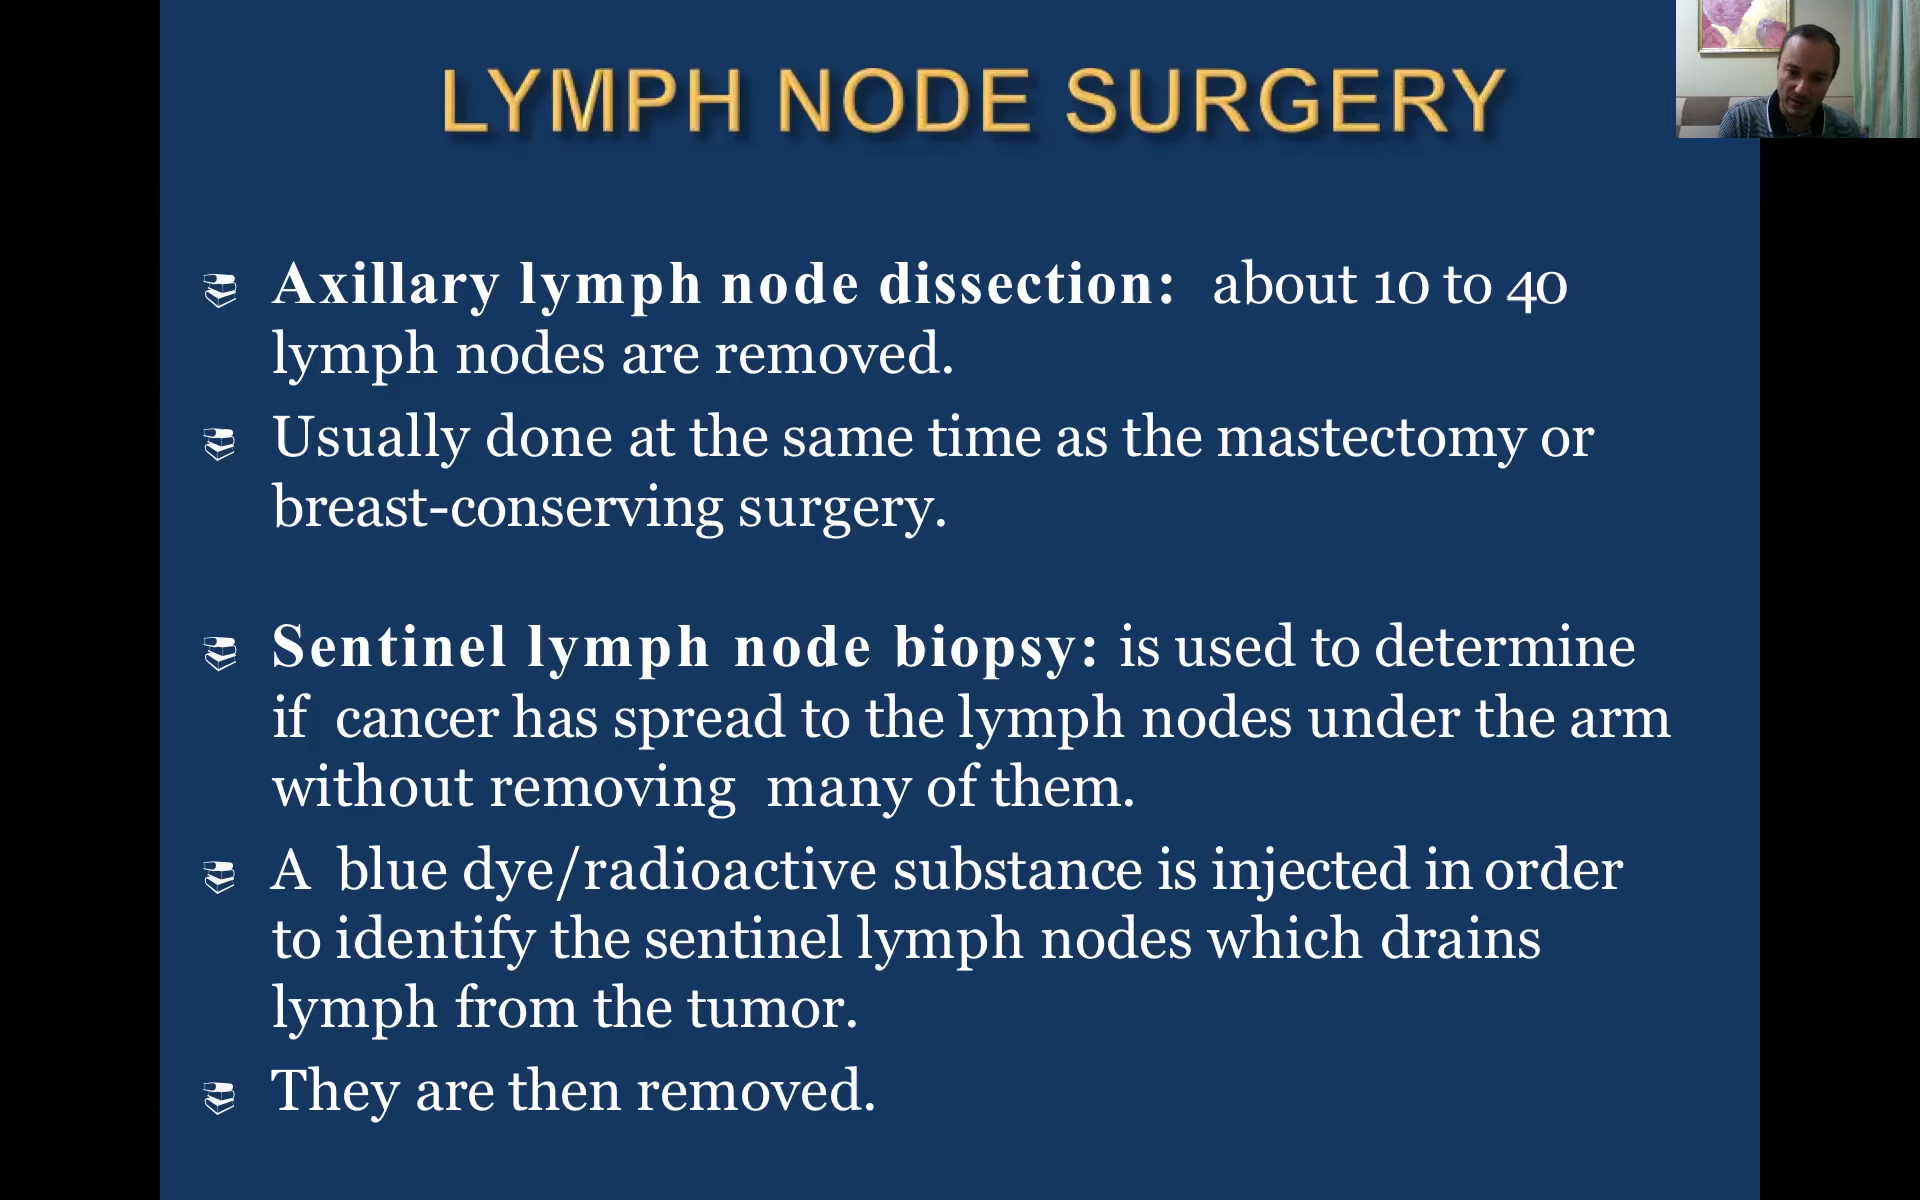 LYMPH NODE SURGERY
Axillary lymph node dissection: about 10 to 40
lymph nodes are removed.
Usually done at the same time as the mastectomy or
breast-conserving surgery.
Sentinel lymph node biopsy: is used to determine
if cancer has spread to the lymph nodes under the arm
without removing many of them.
A blue dye/radioactive substance is injected in order
to identify the sentinel lymph nodes which drains
lymph from the tumor.
They are then removed.